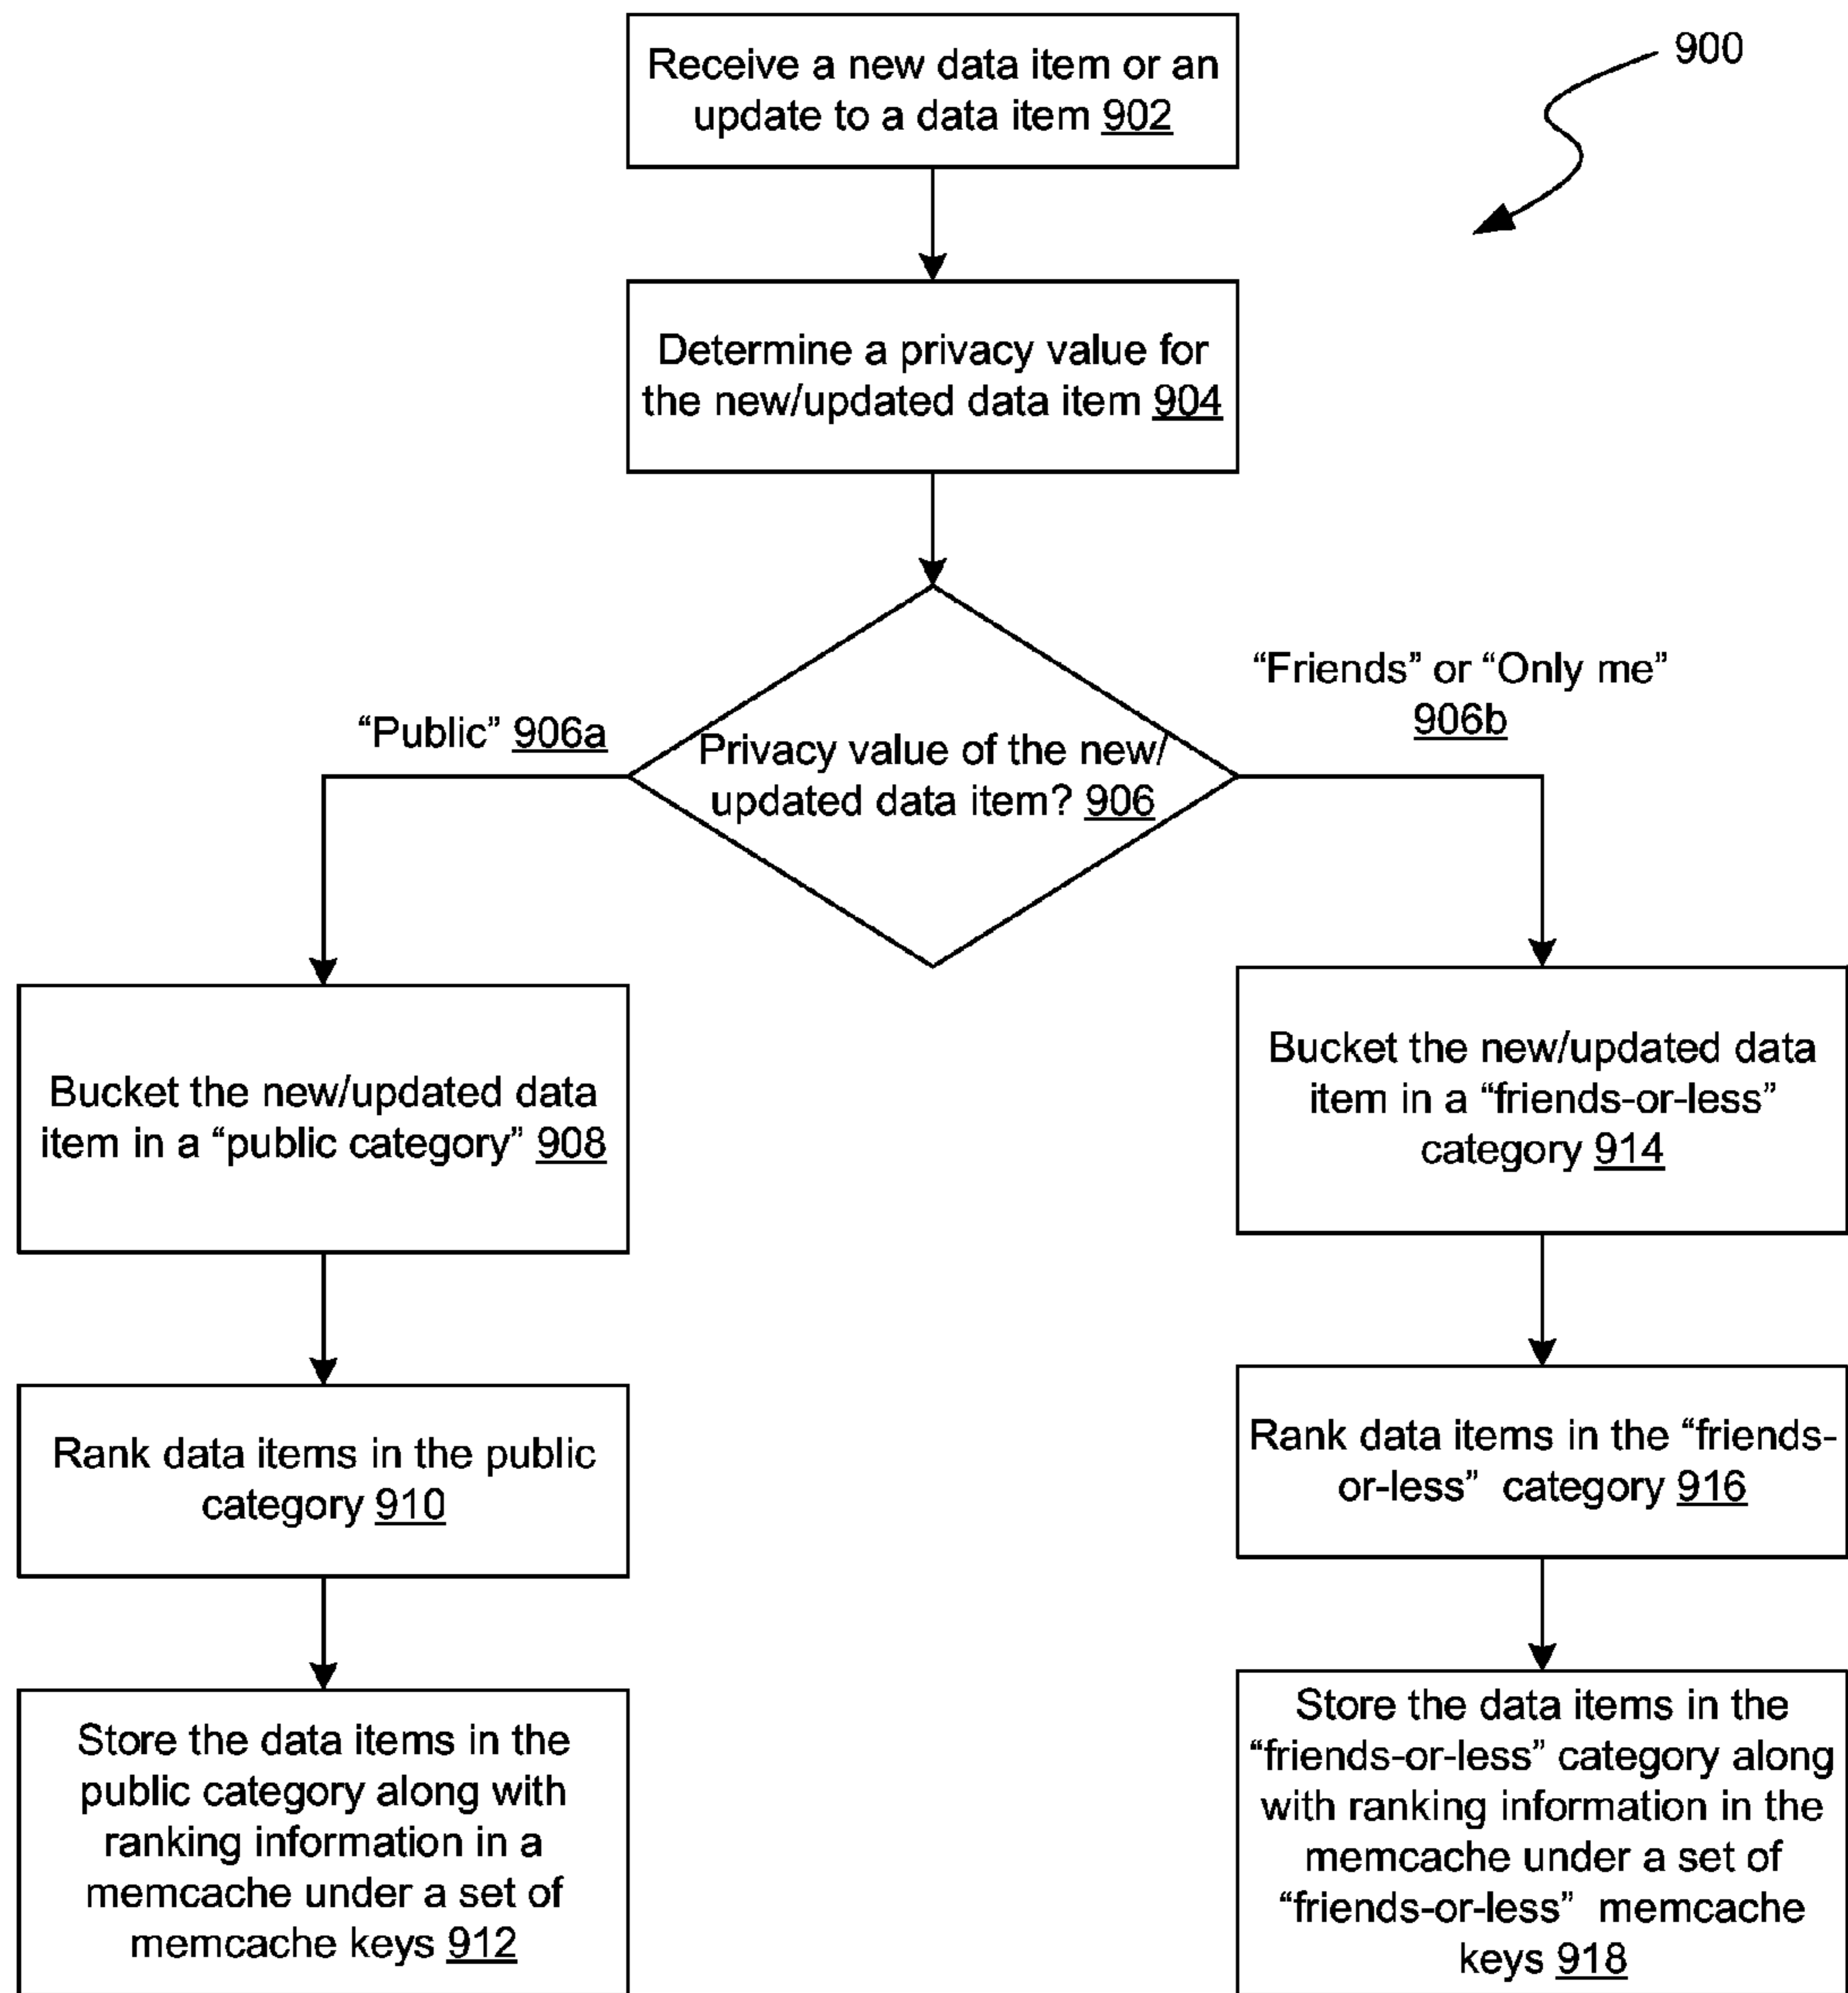 Receive a new data item or an
update to a data item 902
900
Determine a privacy value for
the new/updated data item 904
“Public” 906a
“Friends” or “Only me”
906b
Privacy value of the new/
updated data item? 906
Bucket the new/updated data
item in a “public category” 908
Rank data items in the public
category 910
Store the data items in the
public category along with
ranking information in a
memcache under a set of
memcache keys 912
Bucket the new/updated data
item in a “friends-or-less”
category 914
Rank data items in the “friends-
or-less” category 916
Store the data items in the
“friends-or-less” category along
with ranking information in the
memcache under a set of
“friends-or-less” memcache
keys 918